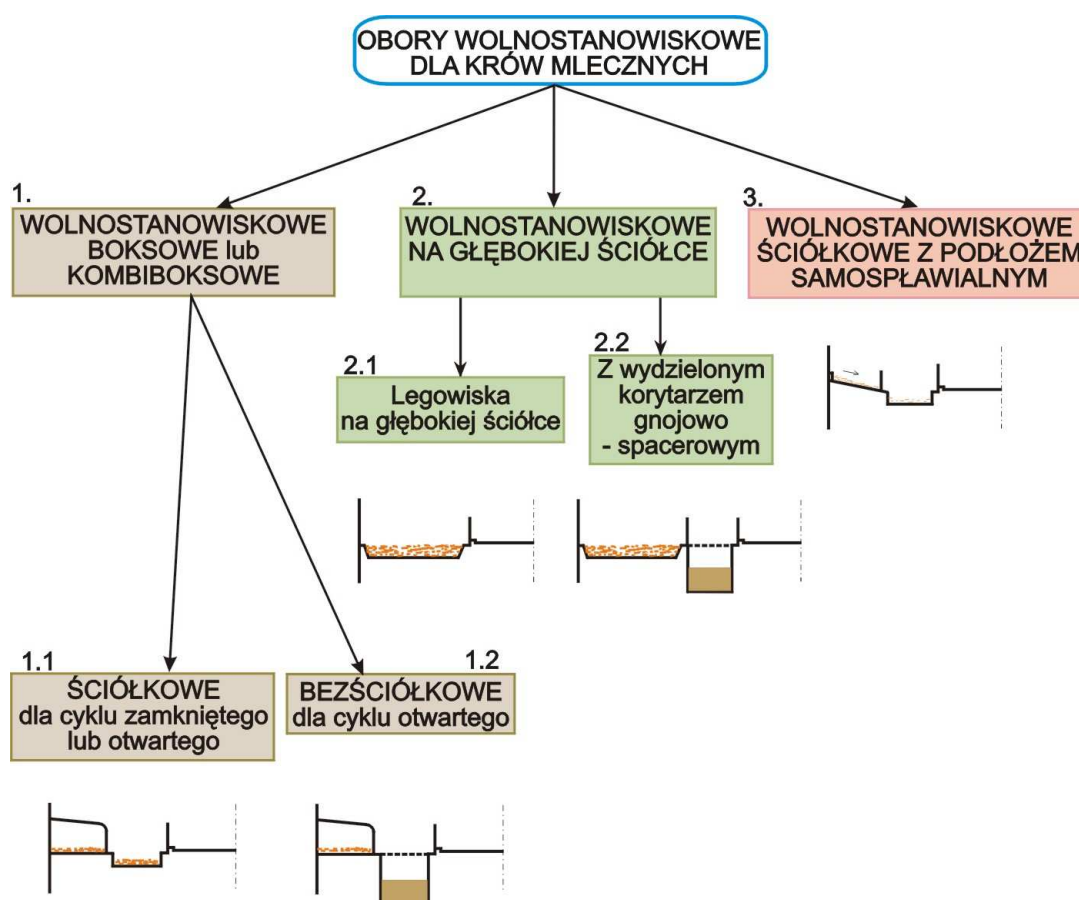 OBORY WOLNOSTANOWISKOWE
DLA KRÓW MLECZNYCH
1.
WOLNOSTANOWISKOWE
BOKSOWE lub
KOMBIBOKSOWE
2.
WOLNOSTANOWISKOWE
NA GŁĘBOKIEJ ŚCIÓŁCE
3.
WOLNOSTANOWISKOWE
ŚCIÓŁKOWE Z PODŁOŻEM
SAMOSPŁAWIALNYM
2.1
Legowiska
na głębokiej ściółce
2.2
Z wydzielonym
korytarzem
gnojowo
- spacerowym
1.1
ŚCIÓŁKOWE
dla cyklu zamkniętego
lub otwartego
1.2
BEZŚCIÓŁKOWE
dla cyklu otwartego